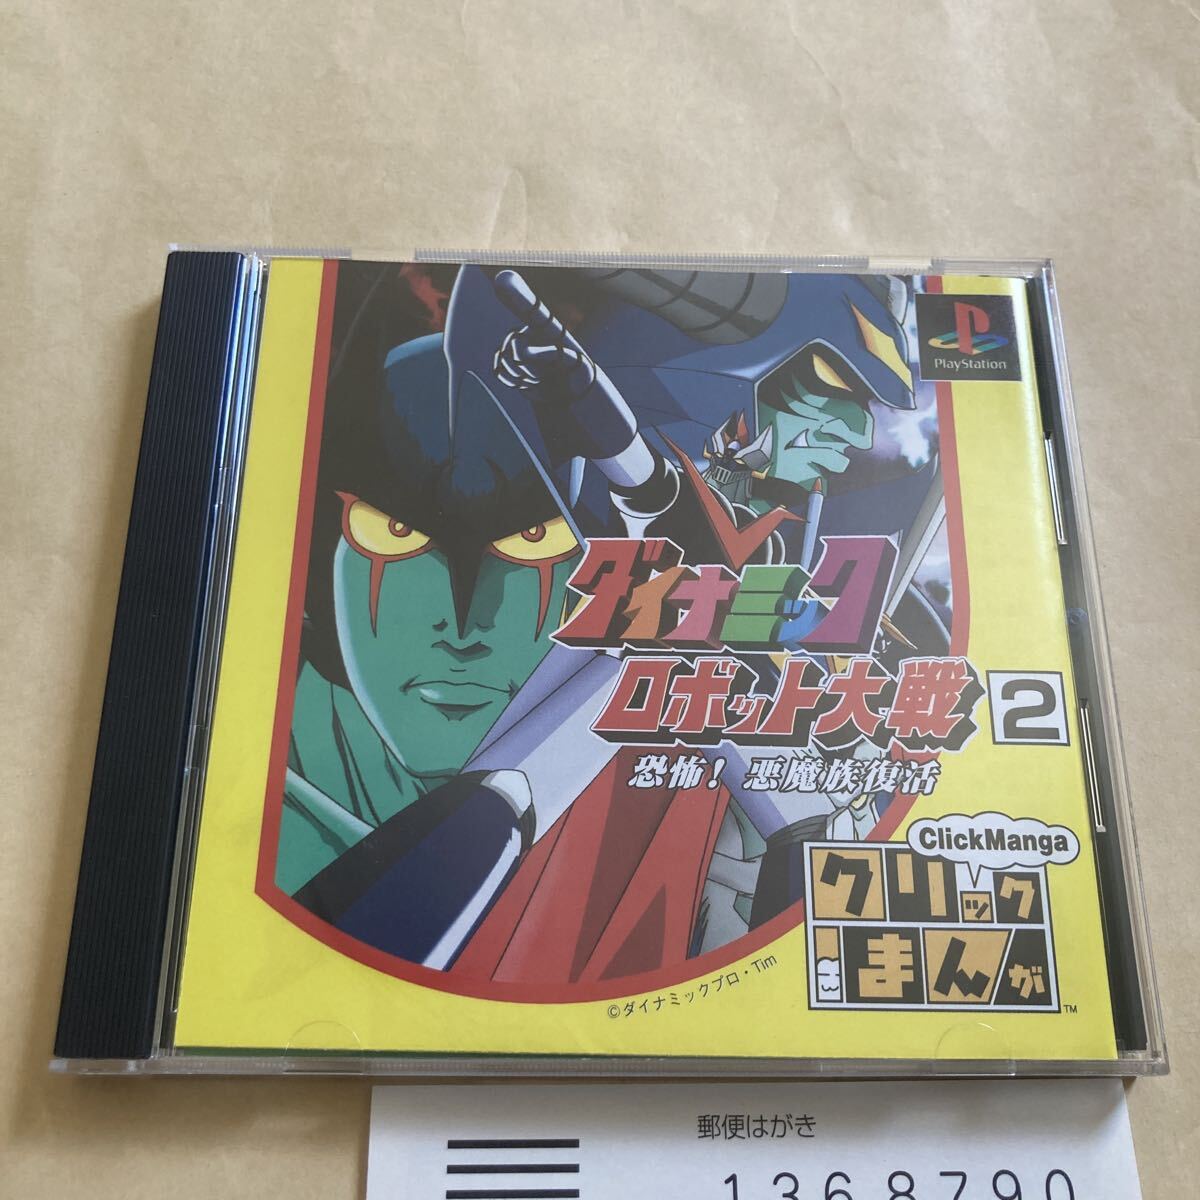 PlayStation
ダイナミック
ロボット大戦 2
恐怖! 悪魔族復活
ClickManga
クリック
まんが
TM
©ダイナミックプロ・Tim
郵便はがき
1368790